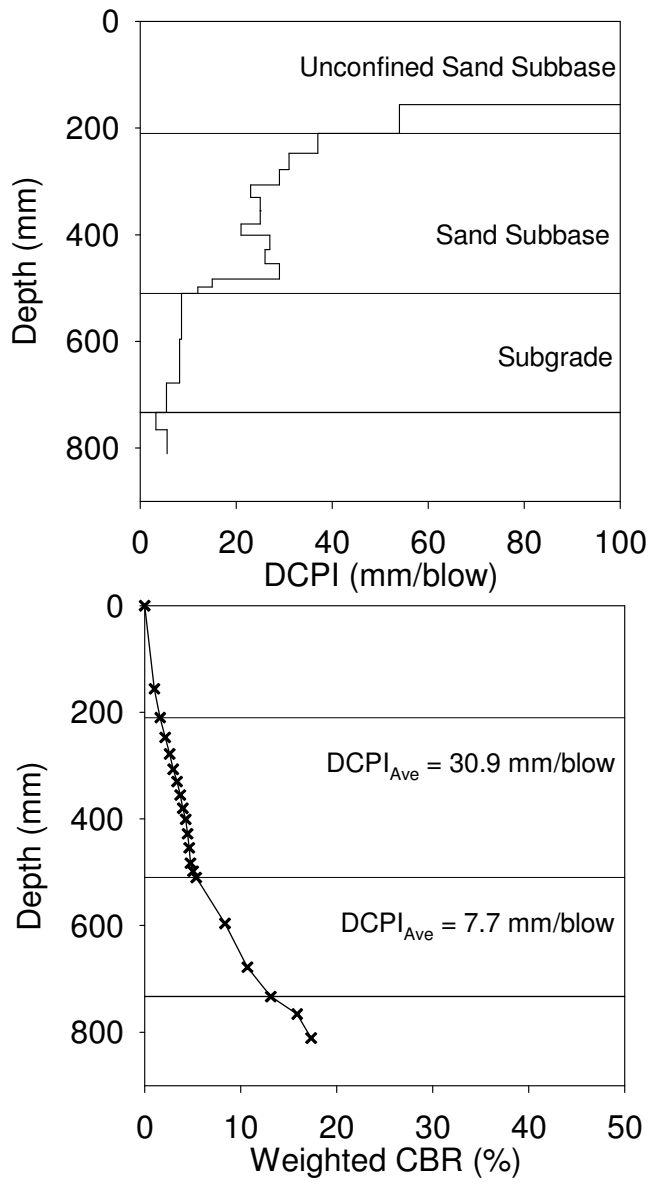 0
Unconfined Sand Subbase
200
400
Sand Subbase
Depth (mm)
600
Subgrade
800
0 20 40 60 80 100
DCPI (mm/blow)
0
200
DCPIAve = 30.9 mm/blow
400
Depth (mm)
600
DCPIAve = 7.7 mm/blow
800
0 10 20 30 40 50
Weighted CBR (%)